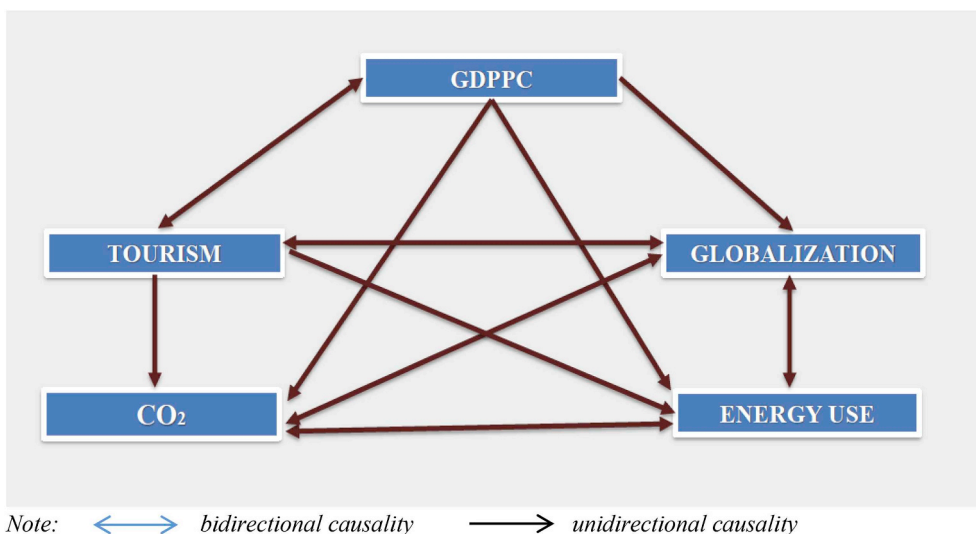 GDPPC
TOURISM
GLOBALIZATION
CO₂
ENERGY USE
Note: bidirectional causality unidirectional causality